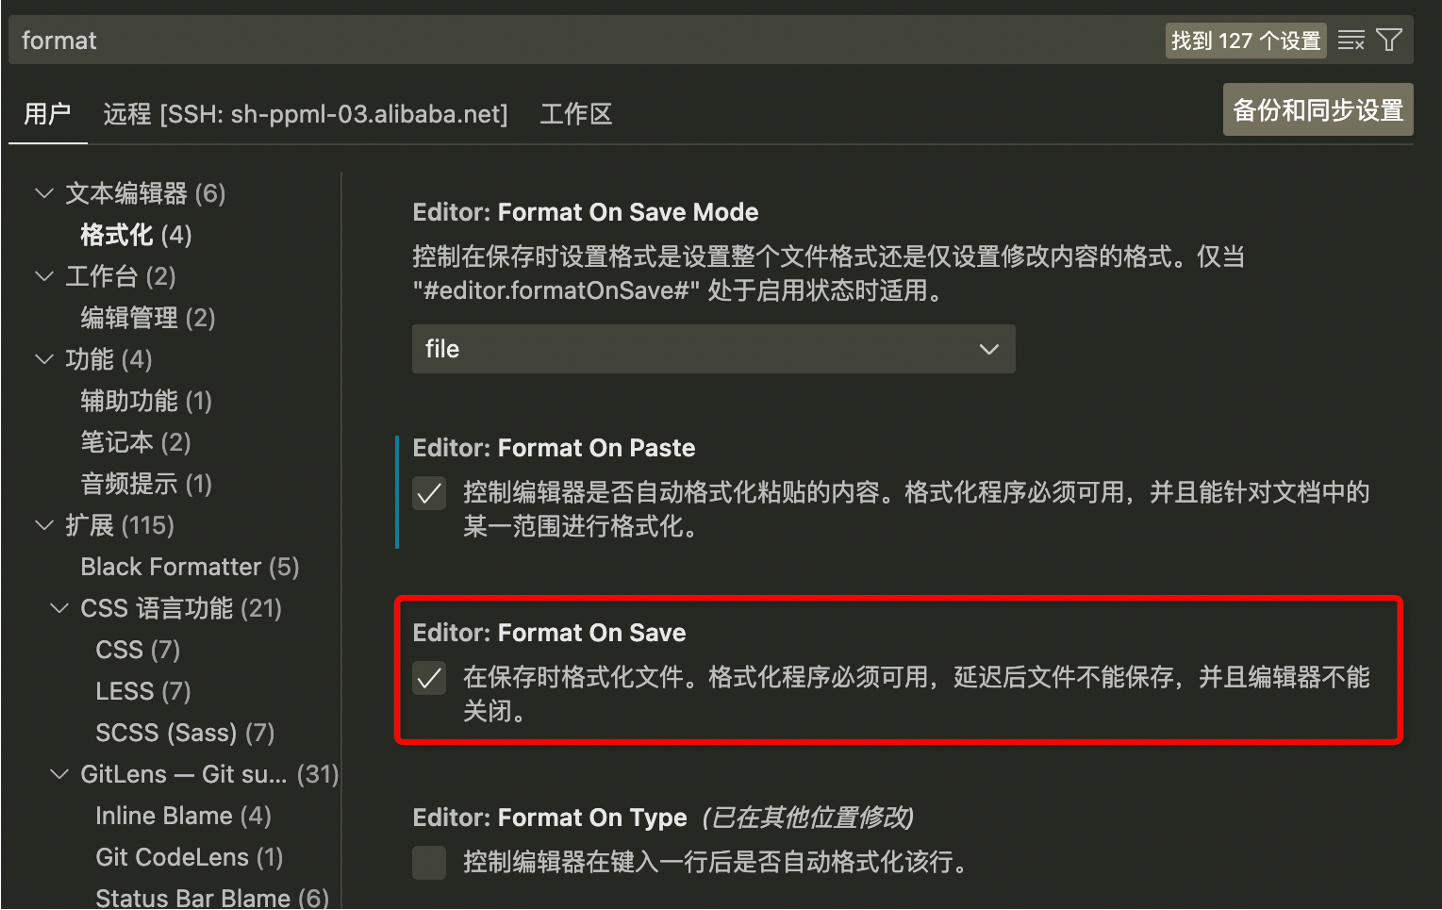 format
找到 127 个设置
用户
远程 [SSH: sh-ppml-03.alibaba.net]
工作区
备份和同步设置
文本编辑器 (6)
格式化 (4)
工作台 (2)
编辑管理 (2)
功能 (4)
辅助功能 (1)
笔记本 (2)
音频提示 (1)
扩展 (115)
Black Formatter (5)
CSS 语言功能 (21)
CSS (7)
LESS (7)
SCSS (Sass) (7)
GitLens — Git su... (31)
Inline Blame (4)
Git CodeLens (1)
Status Bar Blame (6)
Editor: Format On Save Mode
控制在保存时设置格式是设置整个文件格式还是仅设置修改内容的格式。仅当
"#editor.formatOnSave#" 处于启用状态时适用。
file
Editor: Format On Paste
控制编辑器是否自动格式化粘贴的内容。格式化程序必须可用，并且能针对文档中的
某一范围进行格式化。
Editor: Format On Save
在保存时格式化文件。格式化程序必须可用，延迟后文件不能保存，并且编辑器不能
关闭。
Editor: Format On Type (已在其他位置修改)
控制编辑器在键入一行后是否自动格式化该行。